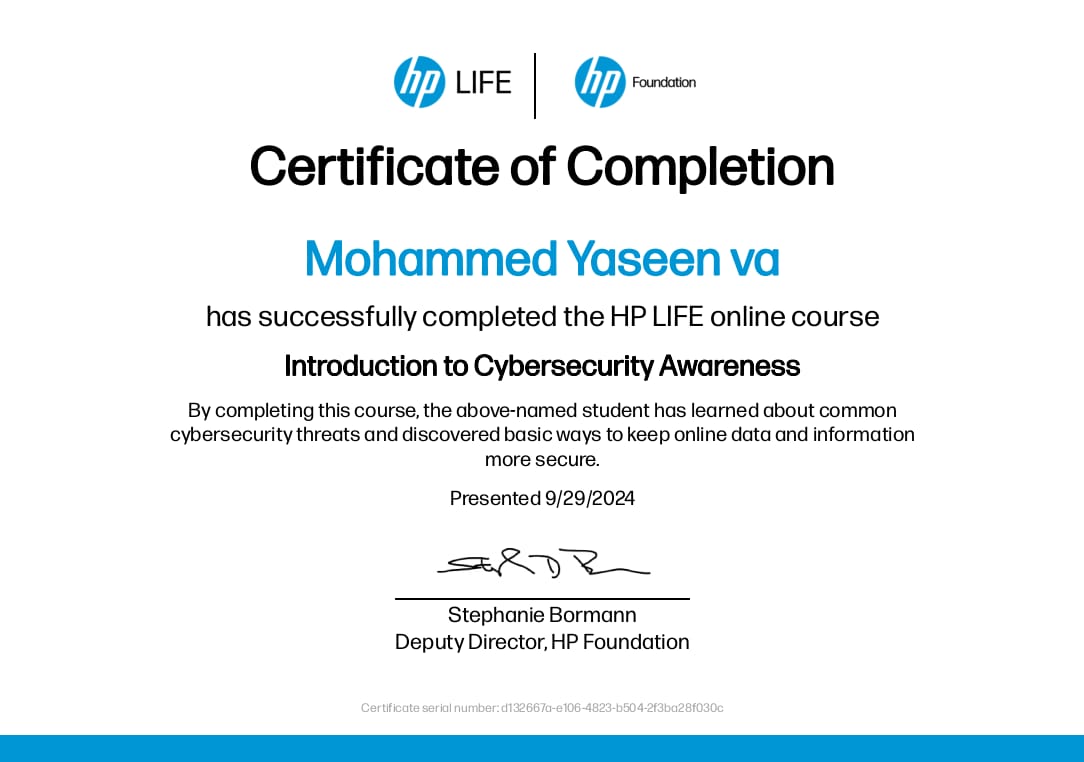 hp LIFE | hp Foundation
Certificate of Completion
Mohammed Yaseen va
has successfully completed the HP LIFE online course
Introduction to Cybersecurity Awareness
By completing this course, the above-named student has learned about common
cybersecurity threats and discovered basic ways to keep online data and information
more secure.
Presented 9/29/2024
Stephanie Bormann
Deputy Director, HP Foundation
Certificate serial number: d132667a-e106-4823-b504-2f3ba28f030c